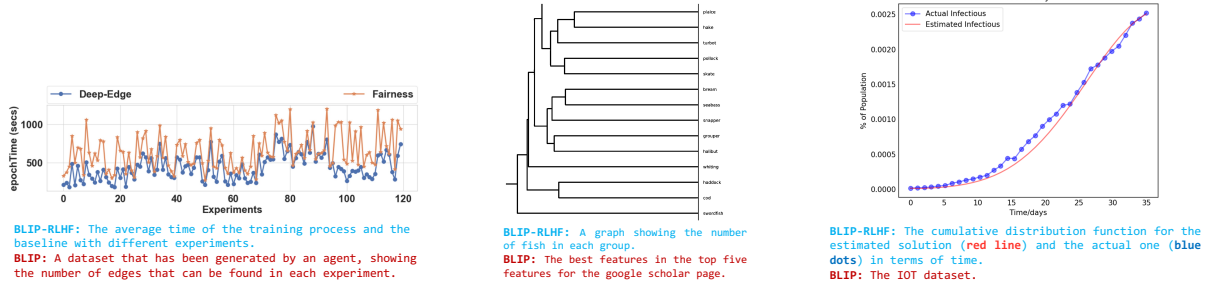 Deep-Edge
Fairness
epochTime (secs)
1000
500
0
20
40
60
80
100
120
Experiments
BLIP-RLHF: The average time of the training process and the
baseline with different experiments.
BLIP: A dataset that has been generated by an agent, showing
the number of edges that can be found in each experiment.
plaice
hake
turbot
pollock
skate
bream
seabass
snapper
grouper
halibut
whiting
haddock
cod
swordfish
BLIP-RLHF: A graph showing the number
of fish in each group.
BLIP: The best features in the top five
features for the google scholar page.
Actual Infectious
Estimated Infectious
% of Population
0.0025
0.0020
0.0015
0.0010
0.0005
0.0000
0
5
10
15
20
25
30
35
Time/days
BLIP-RLHF: The cumulative distribution function for the
estimated solution (red line) and the actual one (blue
dots) in terms of time.
BLIP: The IOT dataset.